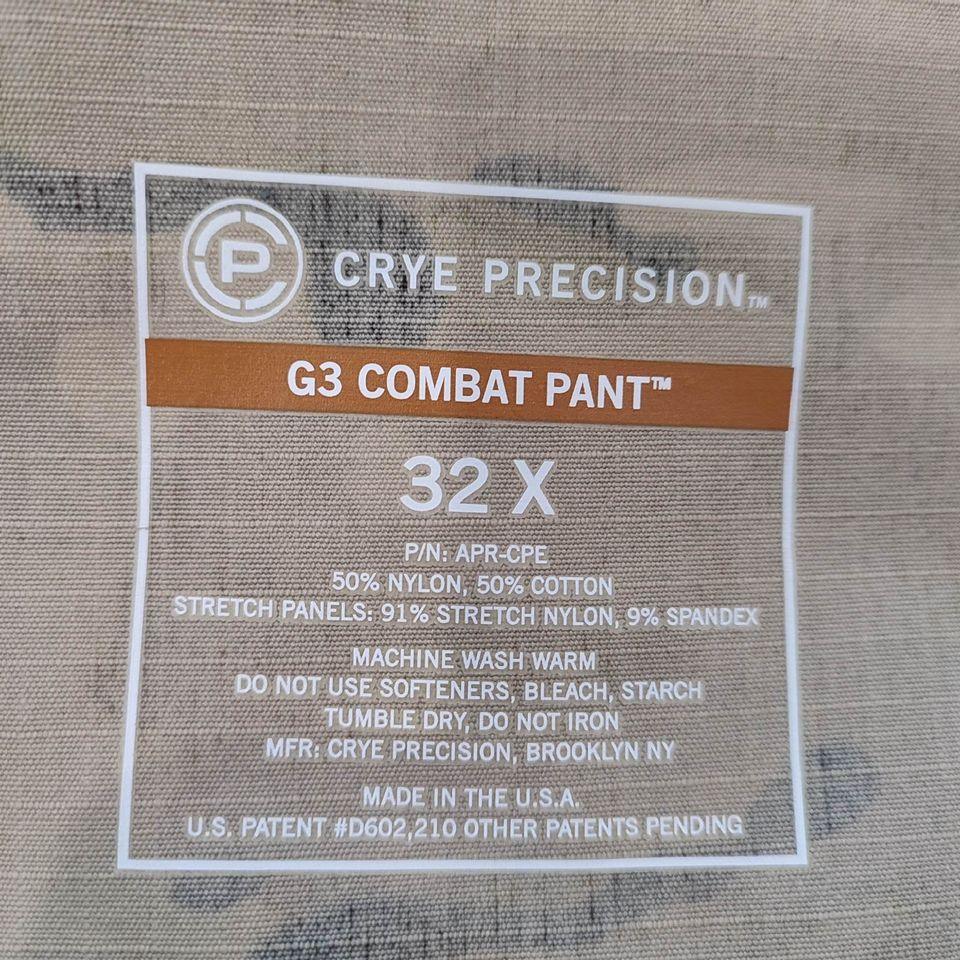 CP CRYE PRECISION™
G3 COMBAT PANT™
32 X
P/N: APR-CPE
50% NYLON, 50% COTTON
STRETCH PANELS: 91% STRETCH NYLON, 9% SPANDEX
MACHINE WASH WARM
DO NOT USE SOFTENERS, BLEACH, STARCH
TUMBLE DRY, DO NOT IRON
MFR: CRYE PRECISION, BROOKLYN NY
MADE IN THE U.S.A.
U.S. PATENT #D602,210 OTHER PATENTS PENDING